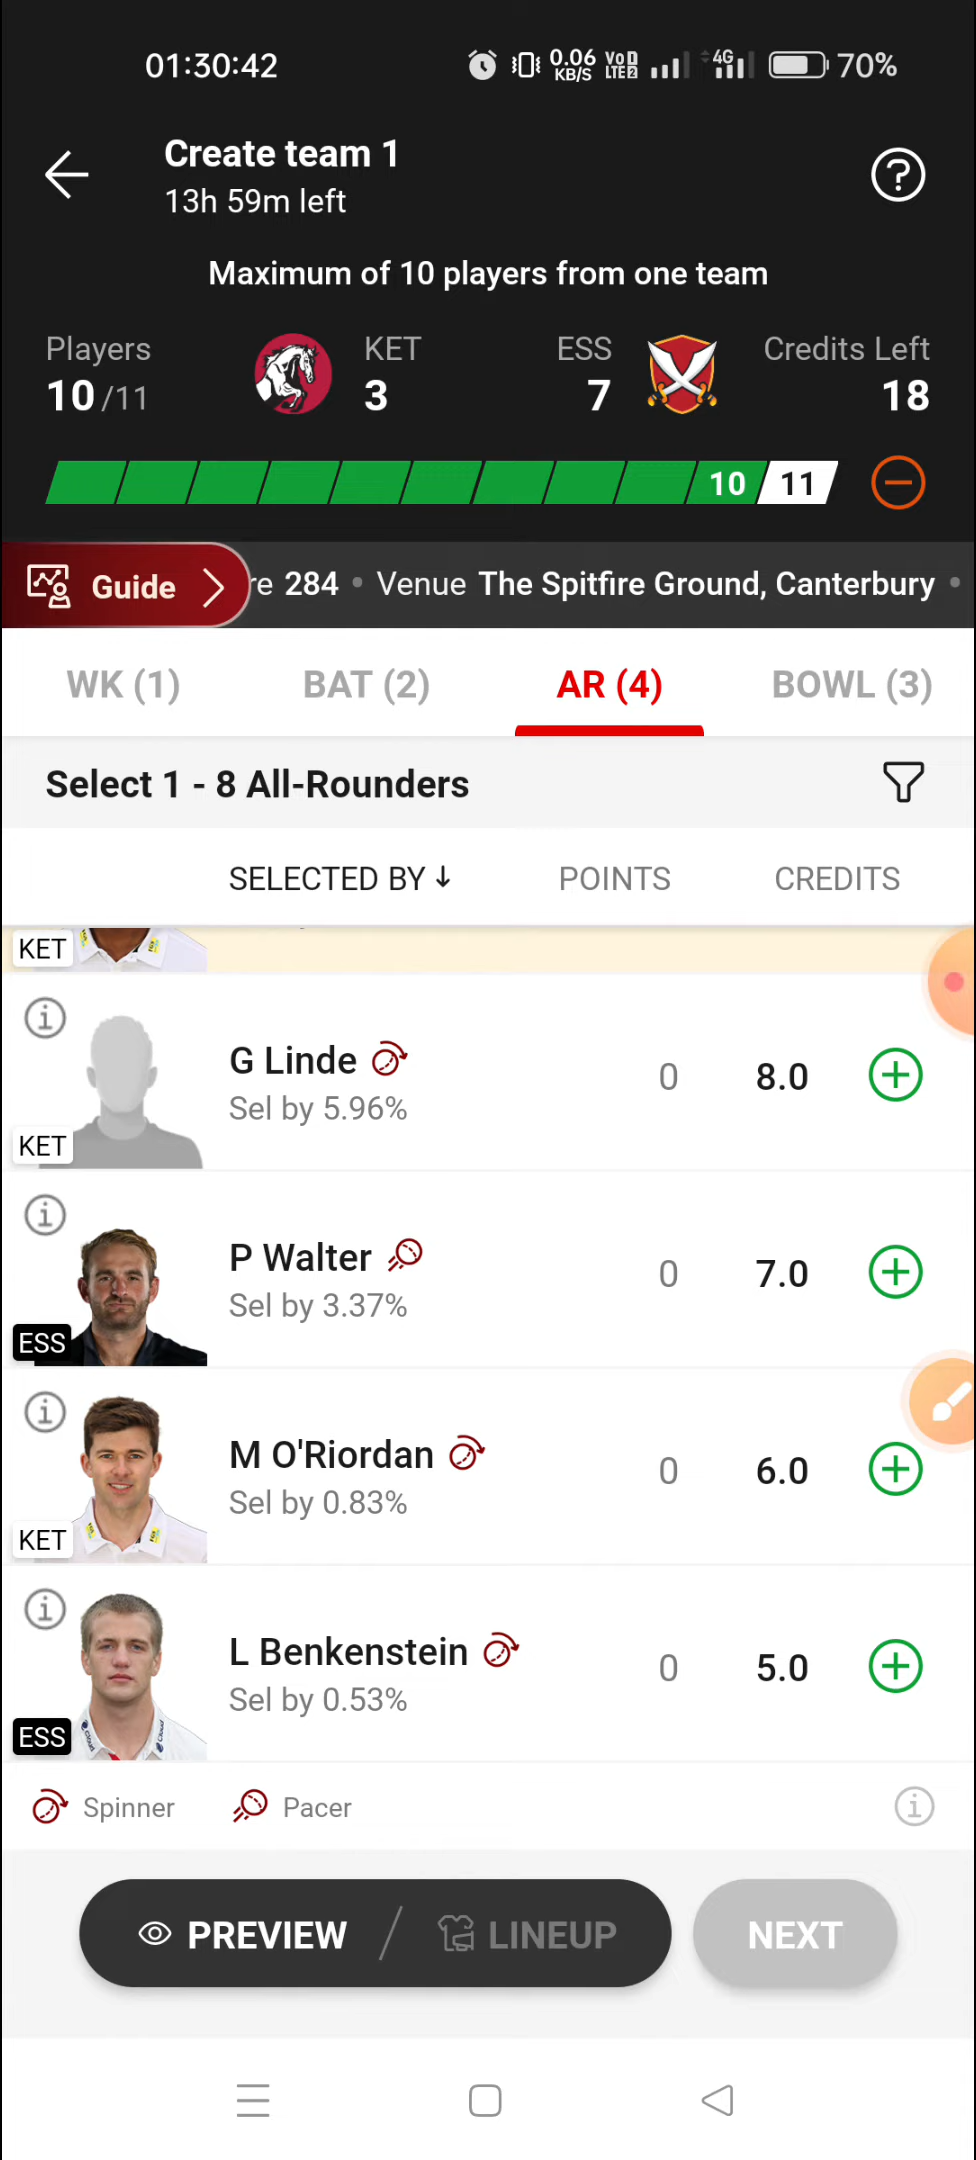 01:30:42
0.06 KB/S
VoD LTE2
4G
70%
Create team 1
13h 59m left
Maximum of 10 players from one team
Players
10/11
KET
3
ESS
7
Credits Left
18
10
11
Guide
re 284 • Venue The Spitfire Ground, Canterbury •
WK (1)
BAT (2)
AR (4)
BOWL (3)
Select 1 - 8 All-Rounders
SELECTED BY
POINTS
CREDITS
KET
G Linde
Sel by 5.96%
0
8.0
KET
P Walter
Sel by 3.37%
0
7.0
ESS
M O'Riordan
Sel by 0.83%
0
6.0
KET
L Benkenstein
Sel by 0.53%
0
5.0
ESS
Spinner
Pacer
PREVIEW
LINEUP
NEXT